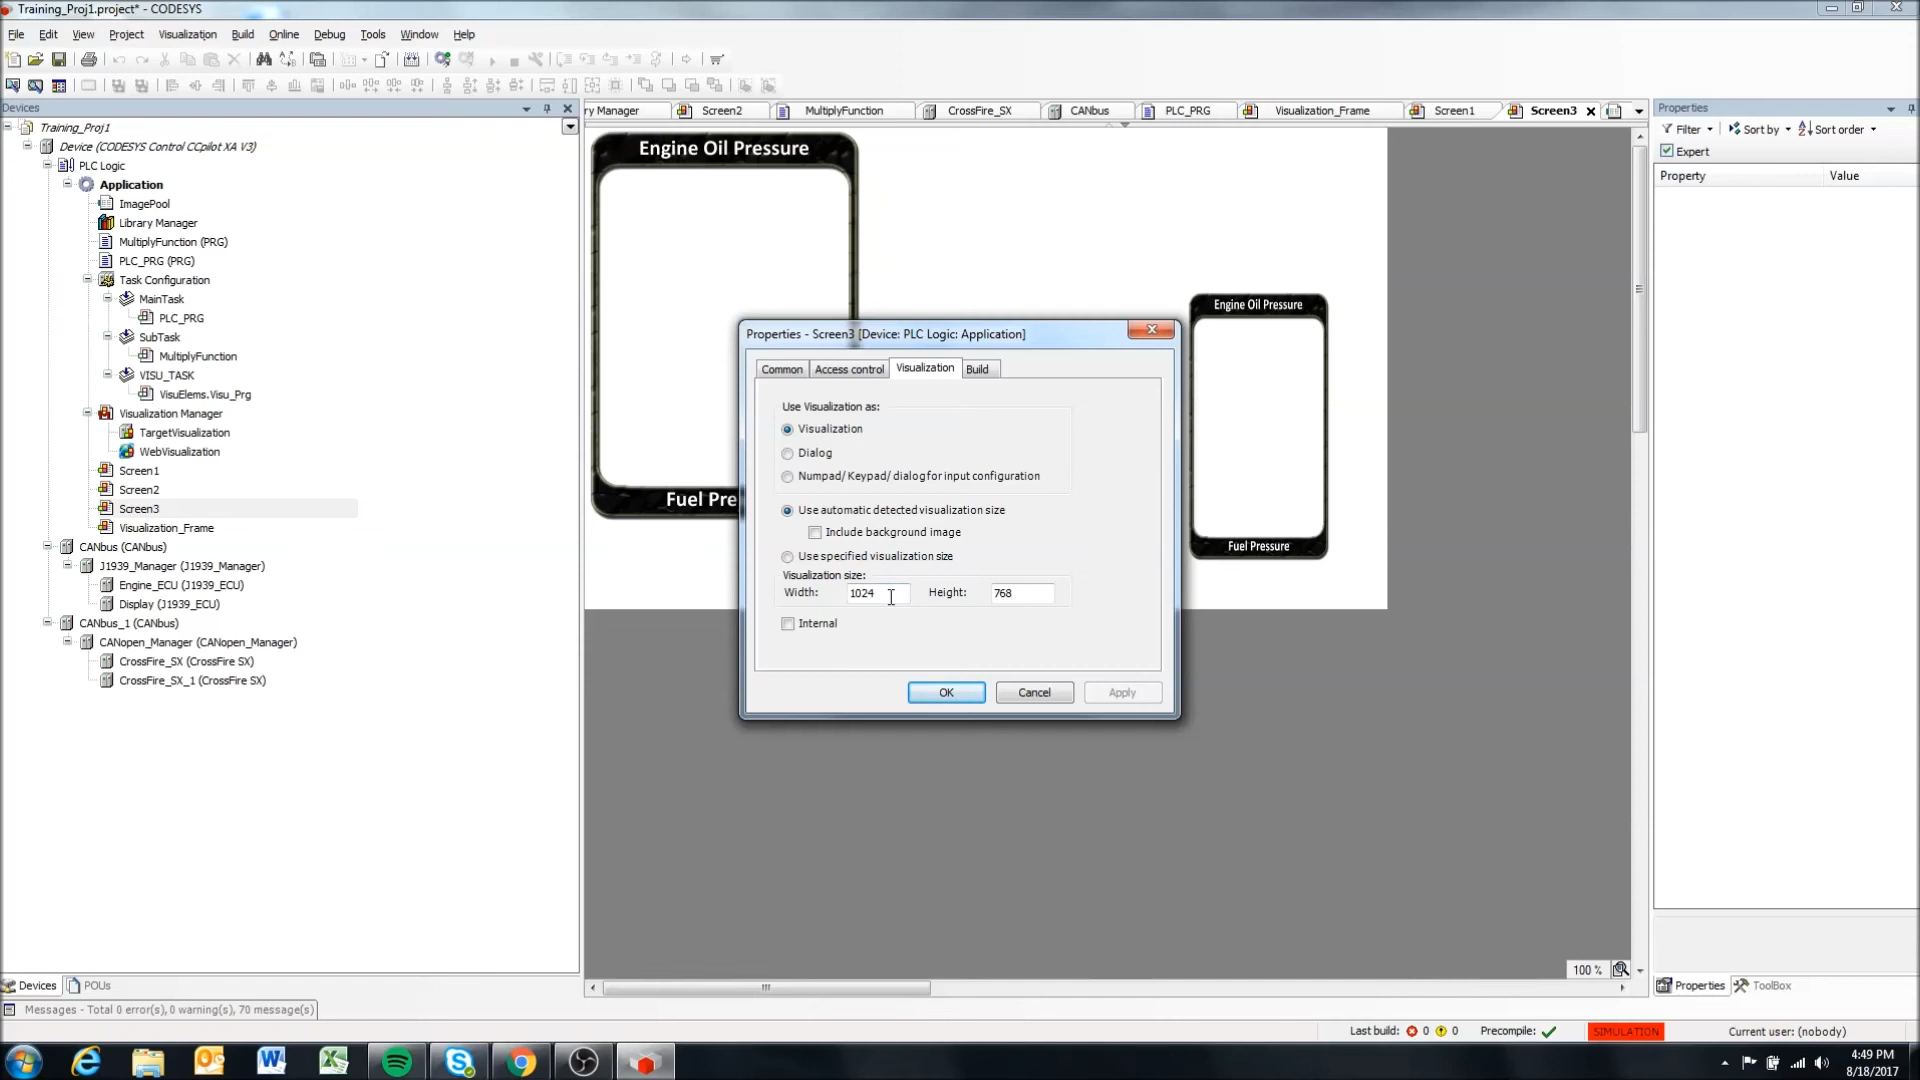 Training_Proj1.project* - CODESYS
File Edit View Project Visualization Build Online Debug Tools Window Help
Devices
ry Manager Screen2 MultiplyFunction CrossFire_SX CANbus PLC_PRG Visualization_Frame Screen1 Screen3
Properties
Filter Sort by Sort order
Expert
Property Value
Training_Proj1
Device (CODESYS Control CCpilot XA V3)
PLC Logic
Application
ImagePool
Library Manager
MultiplyFunction (PRG)
PLC_PRG (PRG)
Task Configuration
MainTask
PLC_PRG
SubTask
MultiplyFunction
VISU_TASK
VisuElems.Visu_Prg
Visualization Manager
TargetVisualization
WebVisualization
Screen1
Screen2
Screen3
Visualization_Frame
CANbus (CANbus)
J1939_Manager (J1939_Manager)
Engine_ECU (J1939_ECU)
Display (J1939_ECU)
CANbus_1 (CANbus)
CANopen_Manager (CANopen_Manager)
CrossFire_SX (CrossFire SX)
CrossFire_SX_1 (CrossFire SX)
Engine Oil Pressure
Fuel Pre
Engine Oil Pressure
Fuel Pressure
Properties - Screen3 [Device: PLC Logic: Application]
Common Access control Visualization Build
Use Visualization as:
Visualization
Dialog
Numpad/ Keypad/ dialog for input configuration
Use automatic detected visualization size
Include background image
Use specified visualization size
Visualization size:
Width: 1024 Height: 768
Internal
OK Cancel Apply
100 %
Devices POUs
Properties ToolBox
Messages - Total 0 error(s), 0 warning(s), 70 message(s)
Last build: 0 0 Precompile: SIMULATION Current user: (nobody)
4:49 PM
8/18/2017